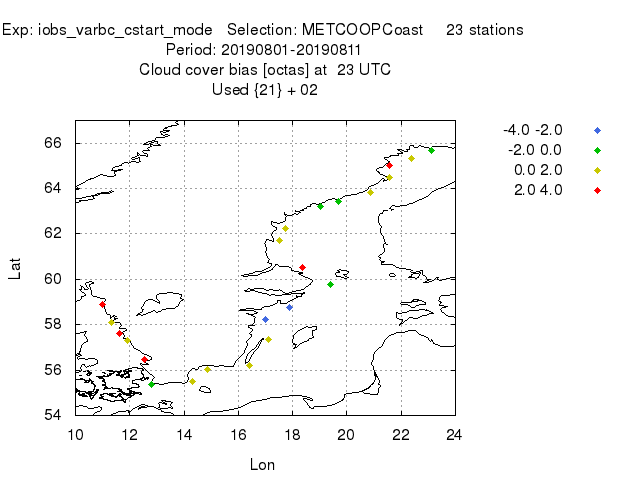 Exp: iobs_varbc_cstart_mode Selection: METCOOPCoast 23 stations
Period: 20190801-20190811
Cloud cover bias [octas] at 23 UTC
Used {21} + 02
-4.0 -2.0
-2.0 0.0
0.0 2.0
2.0 4.0
66
64
62
60
58
56
54
Lat
10 12 14 16 18 20 22 24
Lon